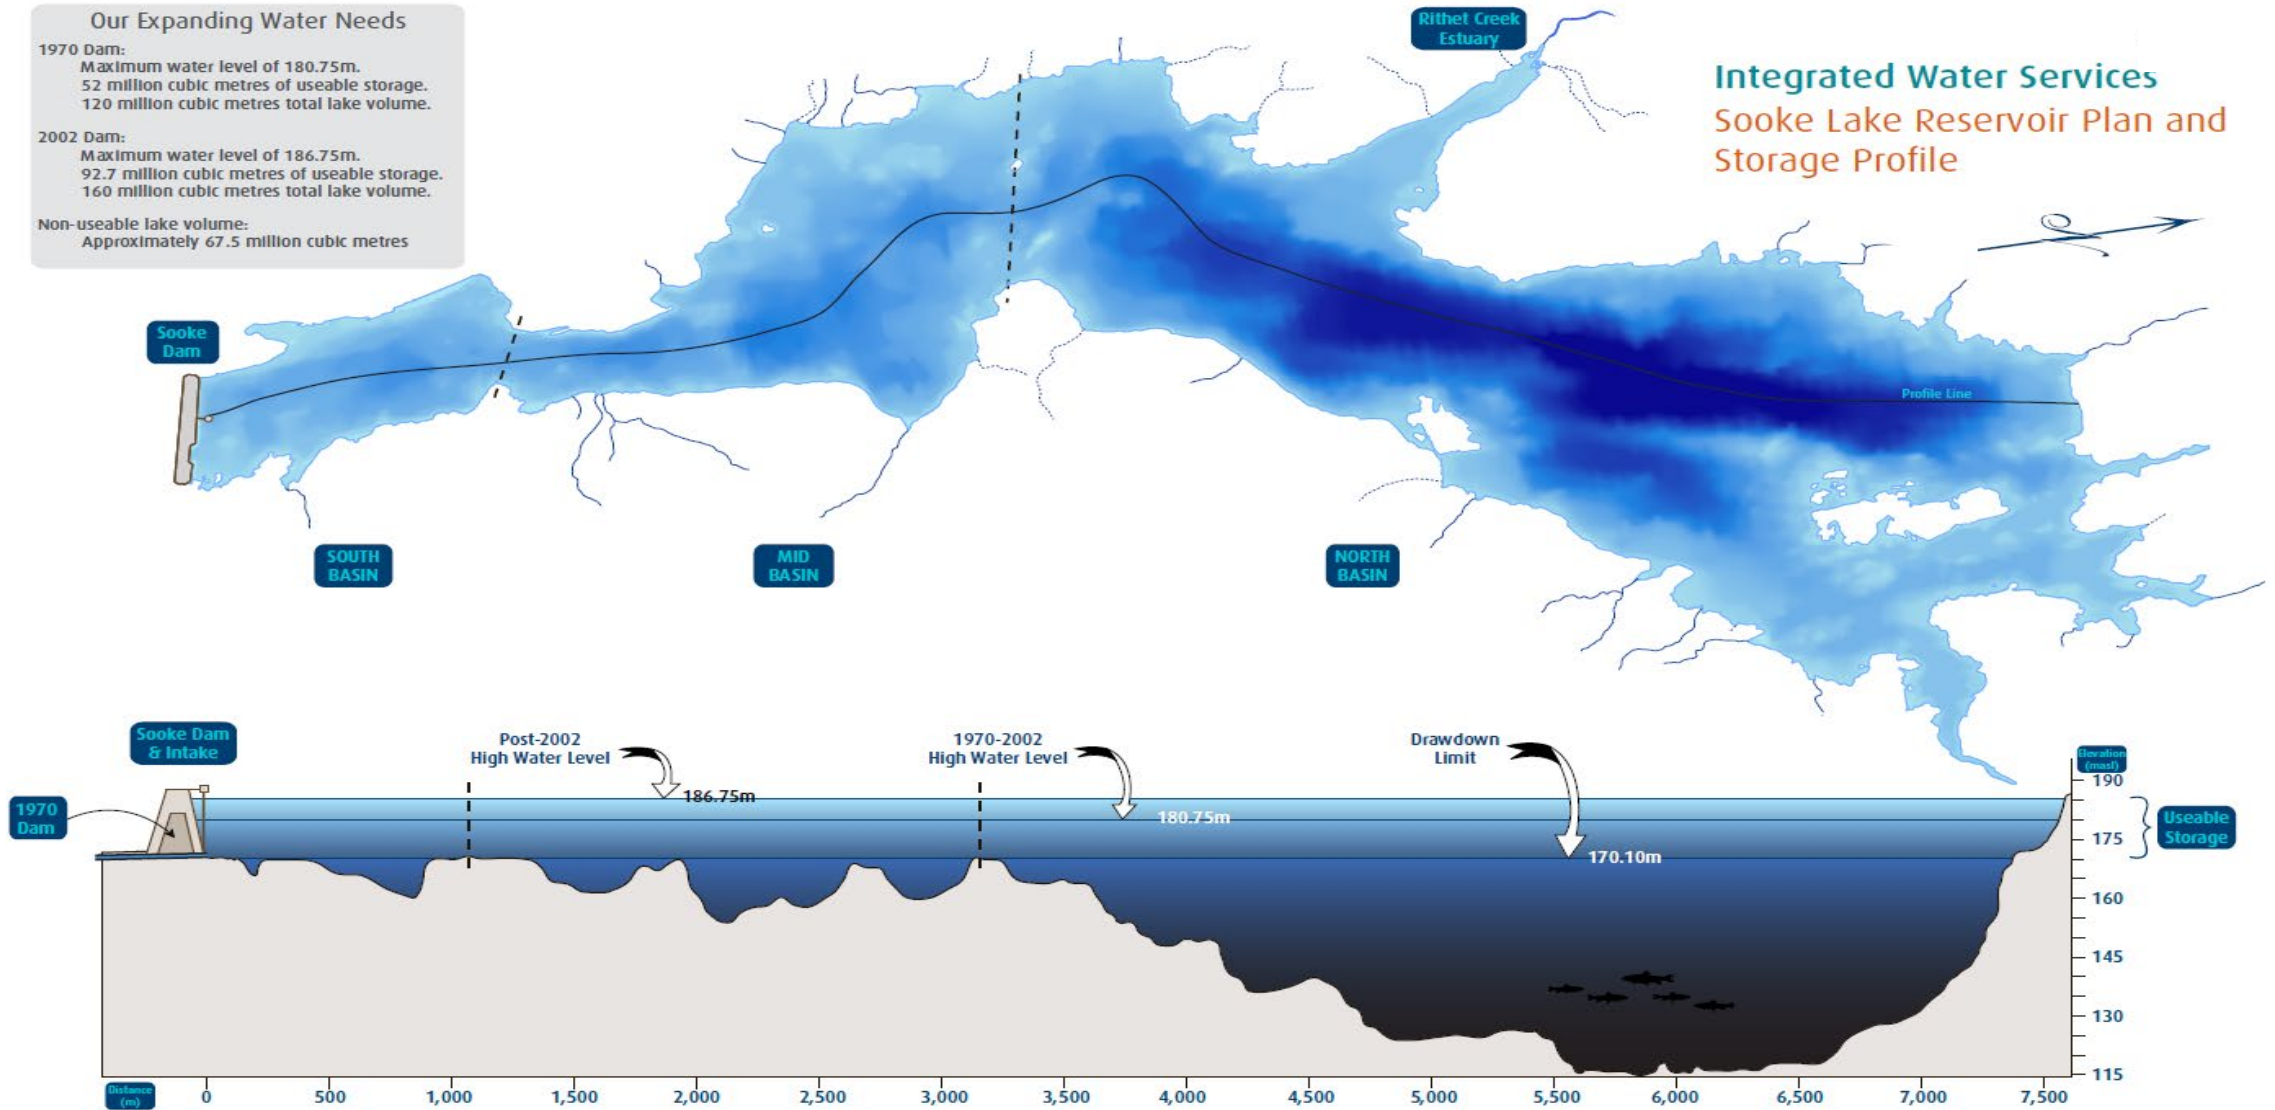 Our Expanding Water Needs
1970 Dam:
Maximum water level of 180.75m.
52 million cubic metres of useable storage.
120 million cubic metres total lake volume.
2002 Dam:
Maximum water level of 186.75m.
92.7 million cubic metres of useable storage.
160 million cubic metres total lake volume.
Non-useable lake volume:
Approximately 67.5 million cubic metres
Rithet Creek
Estuary
Integrated Water Services
Sooke Lake Reservoir Plan and
Storage Profile
Sooke
Dam
Profile Line
SOUTH
BASIN
MID
BASIN
NORTH
BASIN
Sooke Dam
& Intake
Post-2002
High Water Level
1970-2002
High Water Level
Drawdown
Limit
Elevation
(masl)
1970
Dam
186.75m
180.75m
170.10m
Useable
Storage
190
175
160
145
130
115
Distance
(m)
0
500
1,000
1,500
2,000
2,500
3,000
3,500
4,000
4,500
5,000
5,500
6,000
6,500
7,000
7,500